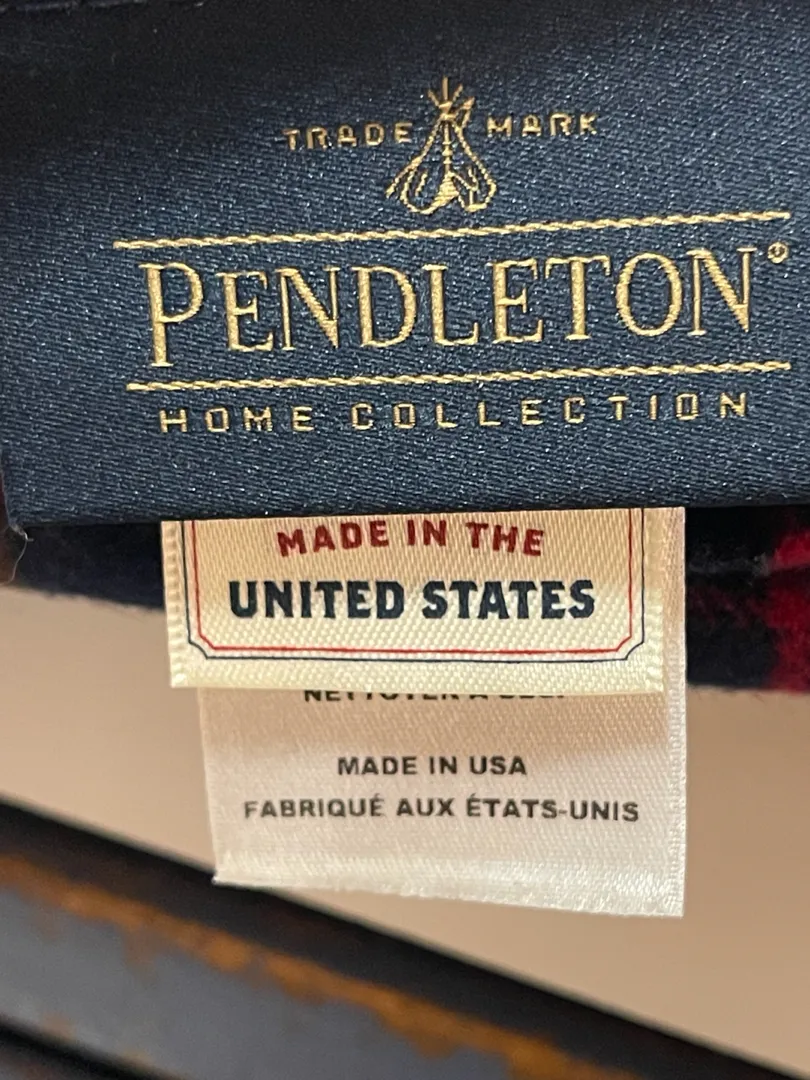 TRADE MARK
PENDLETON®
HOME COLLECTION
MADE IN THE
UNITED STATES
MADE IN USA
FABRIQUÉ AUX ÉTATS-UNIS